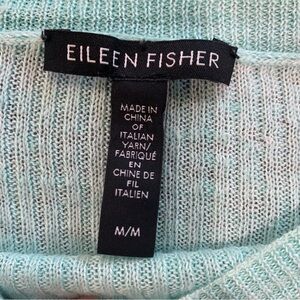 EILEEN FISHER
MADE IN
CHINA
OF
ITALIAN
YARN/
FABRIQUÉ
EN
CHINE DE
FIL
ITALIEN
M/M